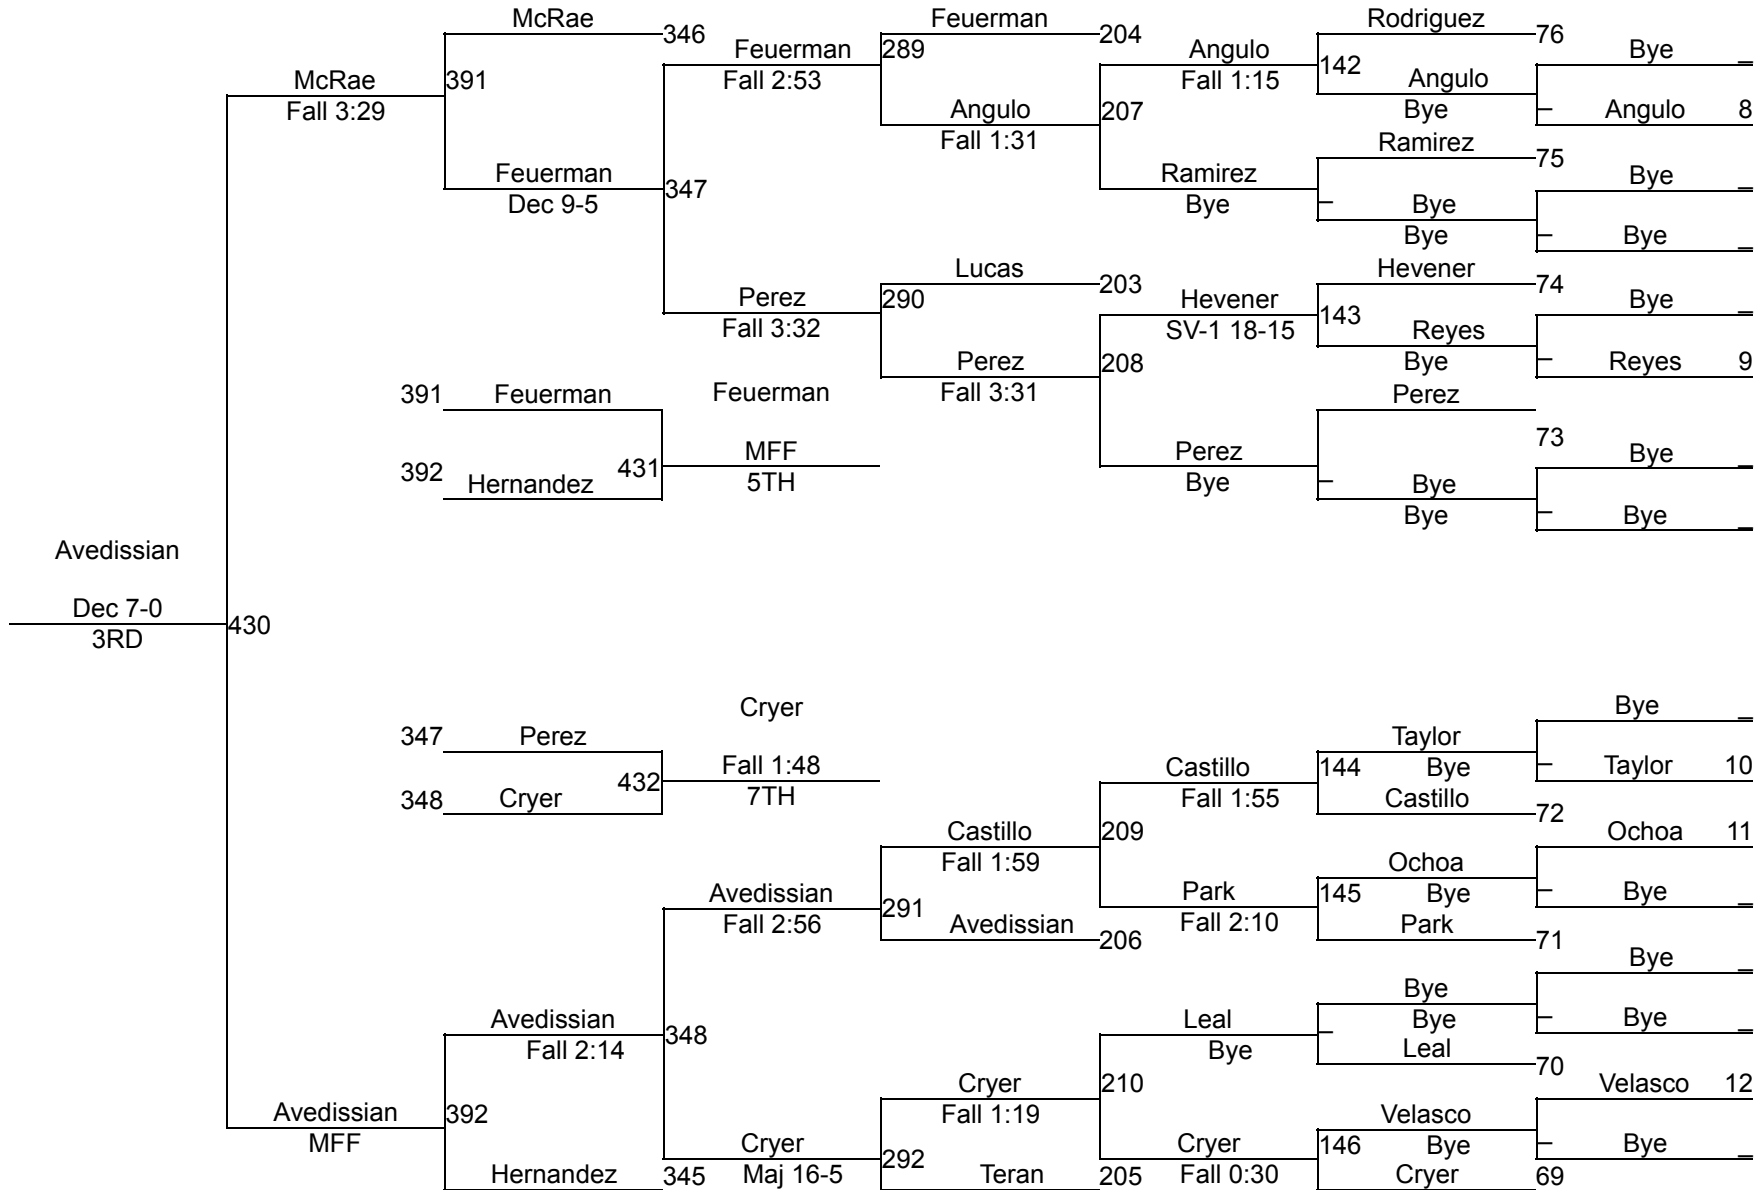 McRae
Feuerman
Rodriguez
346
204
76
Feuerman
289
Angulo
Bye _
McRae
391
Fall 2:53
Fall 1:15
142
Angulo
Fall 3:29
Angulo
207
Bye
– Angulo 8
Fall 1:31
Ramirez
75
Feuerman
Ramirez
Bye _
Dec 9-5
347
Bye
– Bye
Bye
– Bye _
Lucas
Hevener
203
74
Perez
290
Hevener
Bye _
Fall 3:32
SV-1 18-15
143
Reyes
Perez
208
Bye
– Reyes 9
391 Feuerman
Feuerman
Fall 3:31
Perez
73
MFF
Perez
Bye _
392 Hernandez
431
5TH
Bye
– Bye
Bye
– Bye _
Avedissian
Dec 7-0
430
3RD
Cryer
Bye _
347 Perez
Taylor
Fall 1:48
Castillo
144 Bye
– Taylor 10
348 Cryer
432
7TH
Fall 1:55
Castillo
72
Castillo
209
Ochoa 11
Fall 1:59
Ochoa
Avedissian
Park
145 Bye
– Bye _
Fall 2:56
291
Avedissian
206
Fall 2:10
Park
71
Bye _
Bye
Avedissian
348
Leal
– Bye
– Bye _
Fall 2:14
Bye
Leal
70
Cryer
210
Velasco 12
Avedissian
392
Fall 1:19
Velasco
MFF
Cryer
292
Cryer
146 Bye
– Bye _
Hernandez
345
Maj 16-5
Teran
205
Fall 0:30
Cryer
69